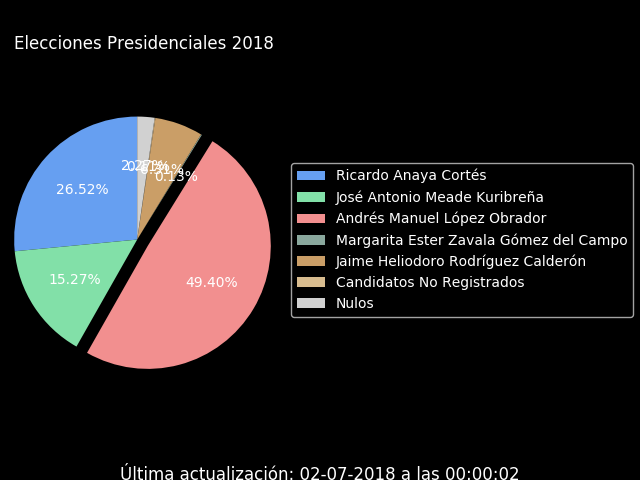 Elecciones Presidenciales 2018
26.52%
15.27%
49.40%
0.13%
Ricardo Anaya Cortés
José Antonio Meade Kuribreña
Andrés Manuel López Obrador
Margarita Ester Zavala Gómez del Campo
Jaime Heliodoro Rodríguez Calderón
Candidatos No Registrados
Nulos
Última actualización: 02-07-2018 a las 00:00:02